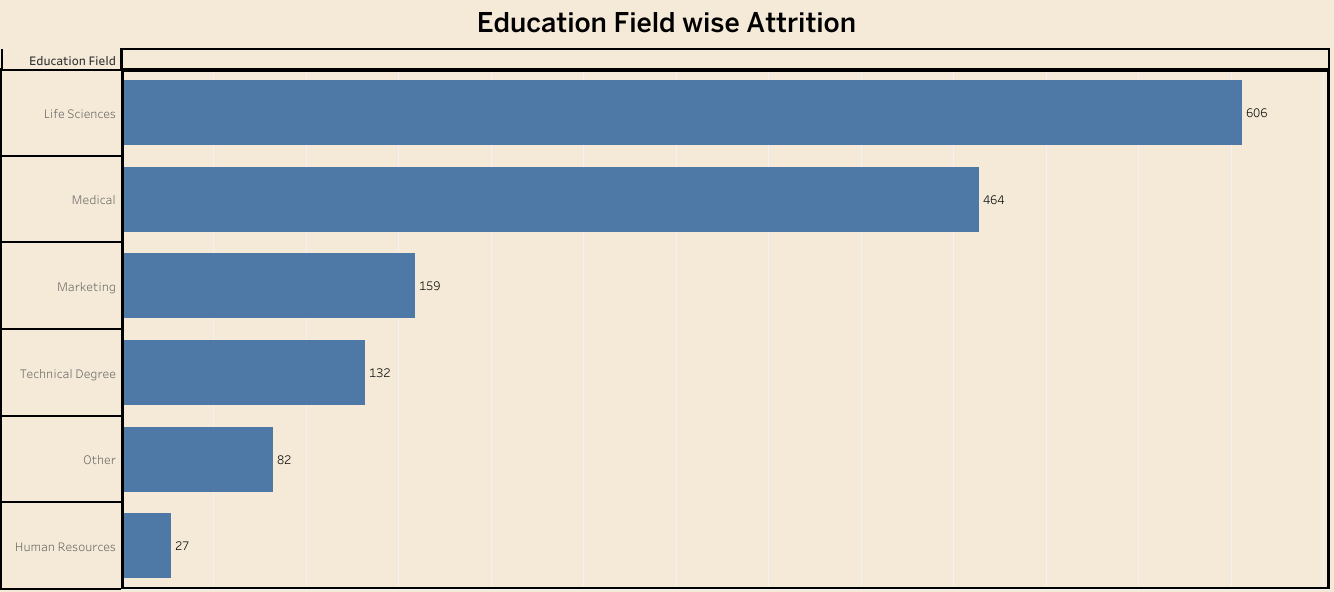 Education Field wise Attrition
Education Field
Life Sciences 606
Medical 464
Marketing 159
Technical Degree 132
Other 82
Human Resources 27